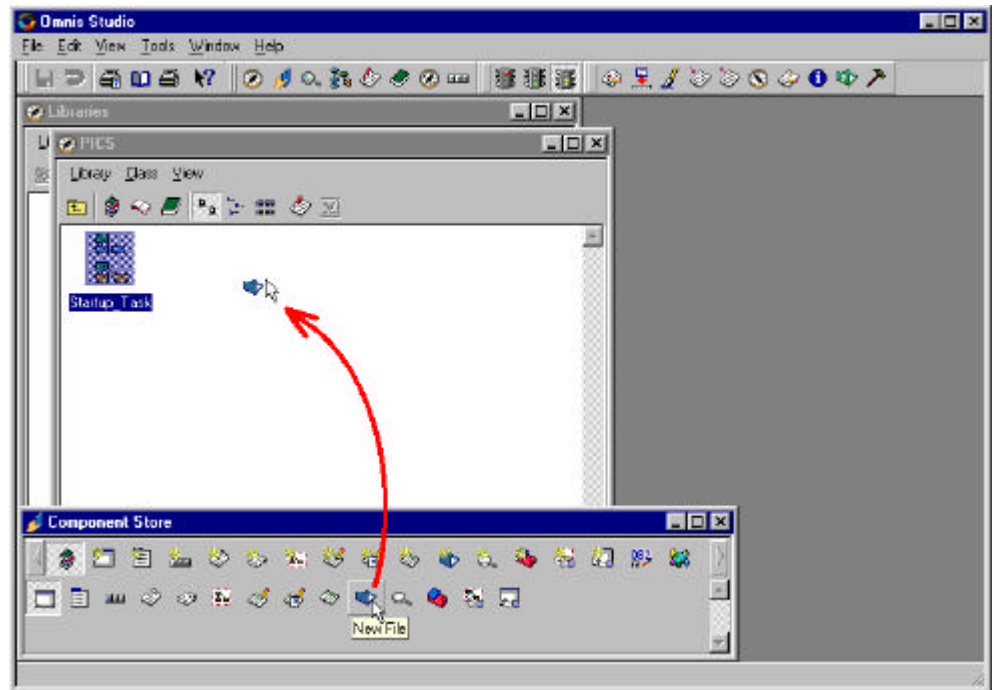 Omnis Studio
File Edit View Tools Window Help
Libraries
PICS
Library Class View
Startup_Task
Component Store
New File